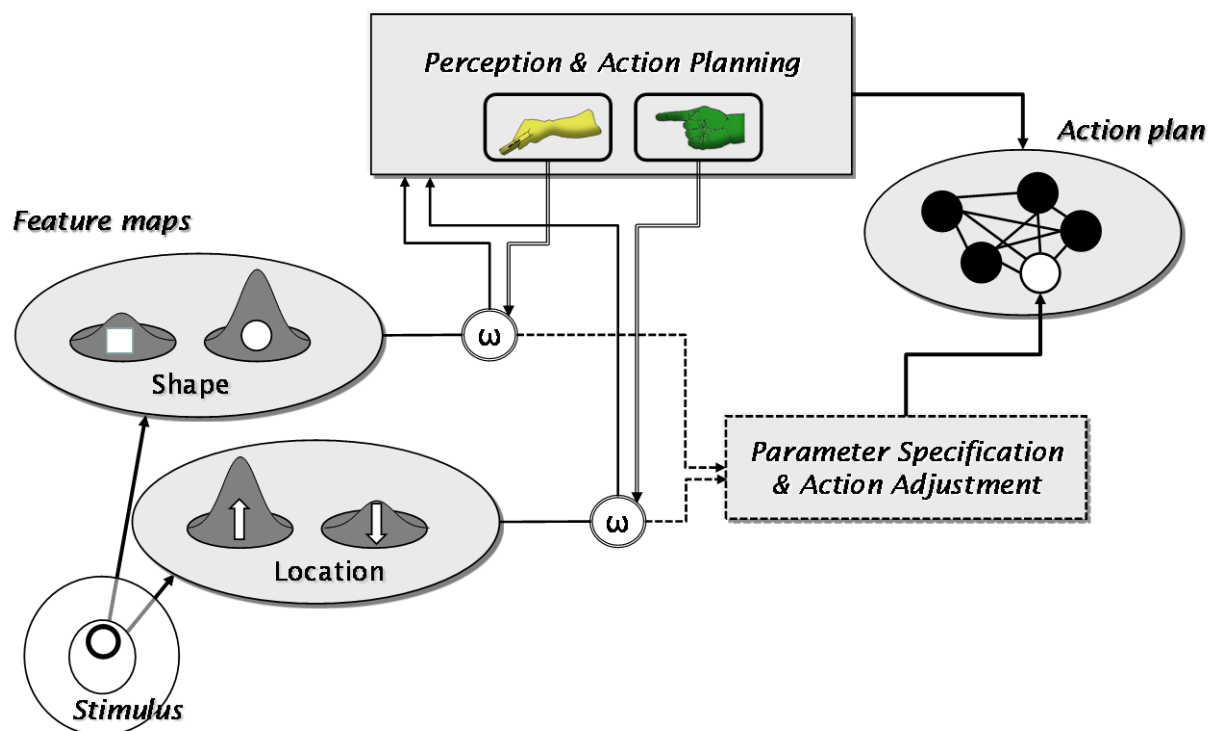 Perception & Action Planning
Action plan
Feature maps
ω
Shape
Parameter Specification
& Action Adjustment
ω
Location
Stimulus